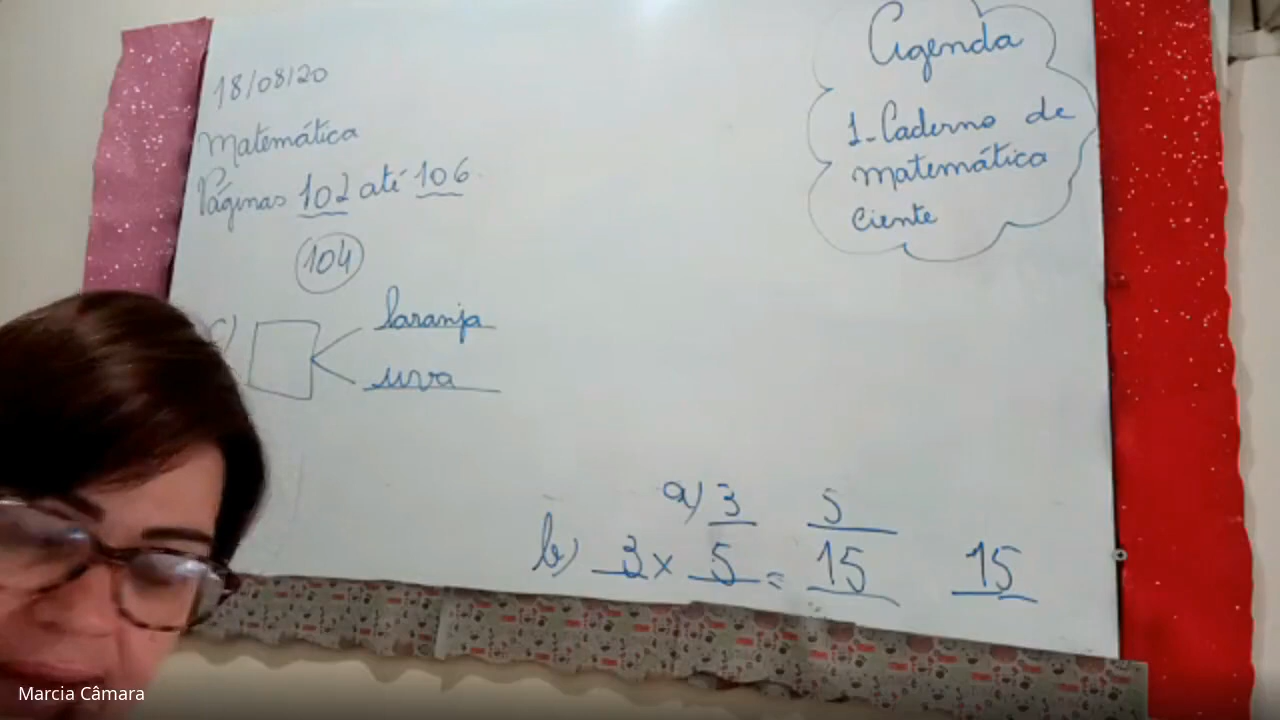 18/08/20
Matemática
Páginas 102 até 106
104
c) laranja
uva
Agenda
1-Caderno de
matemática
Ciente
a) 3 5
b) 3 x 5 = 15 15
Marcia Câmara